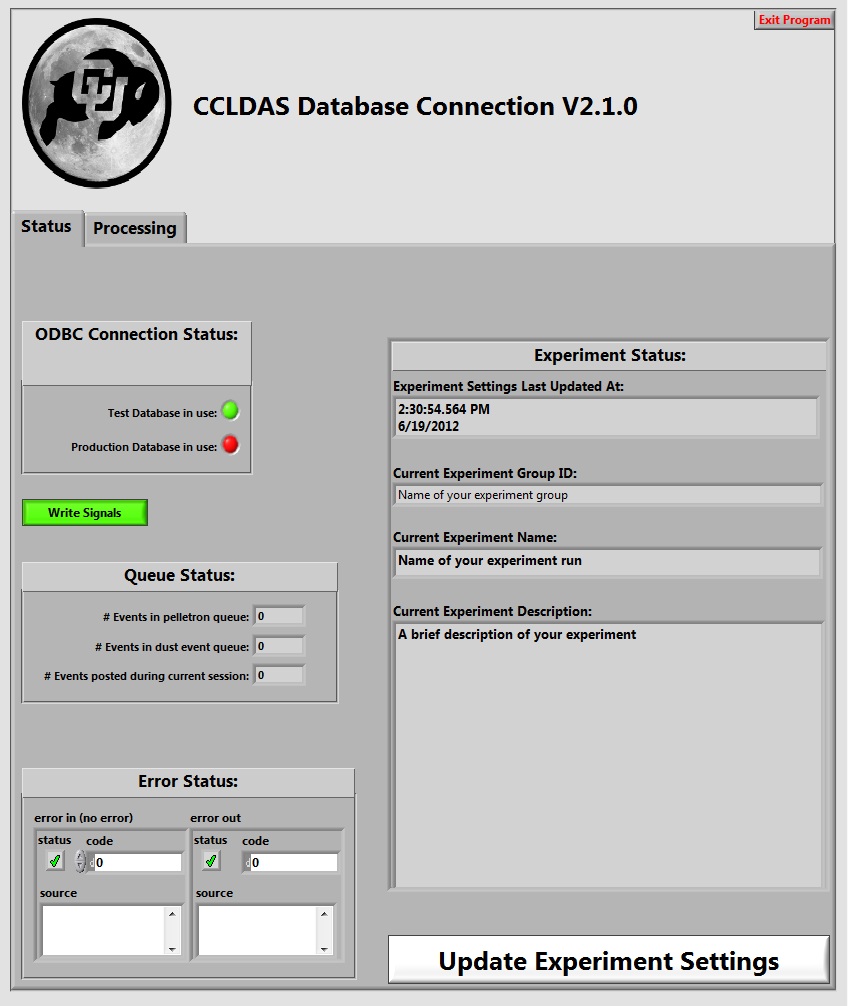 Exit Program
CU
CCLDAS Database Connection V2.1.0
Status
Processing
ODBC Connection Status:
Test Database in use:
Production Database in use:
Write Signals
Queue Status:
# Events in pelletron queue: 0
# Events in dust event queue: 0
# Events posted during current session: 0
Error Status:
error in (no error)
error out
status code
0
source
status code
0
source
Experiment Status:
Experiment Settings Last Updated At:
2:30:54.564 PM
6/19/2012
Current Experiment Group ID:
Name of your experiment group
Current Experiment Name:
Name of your experiment run
Current Experiment Description:
A brief description of your experiment
Update Experiment Settings